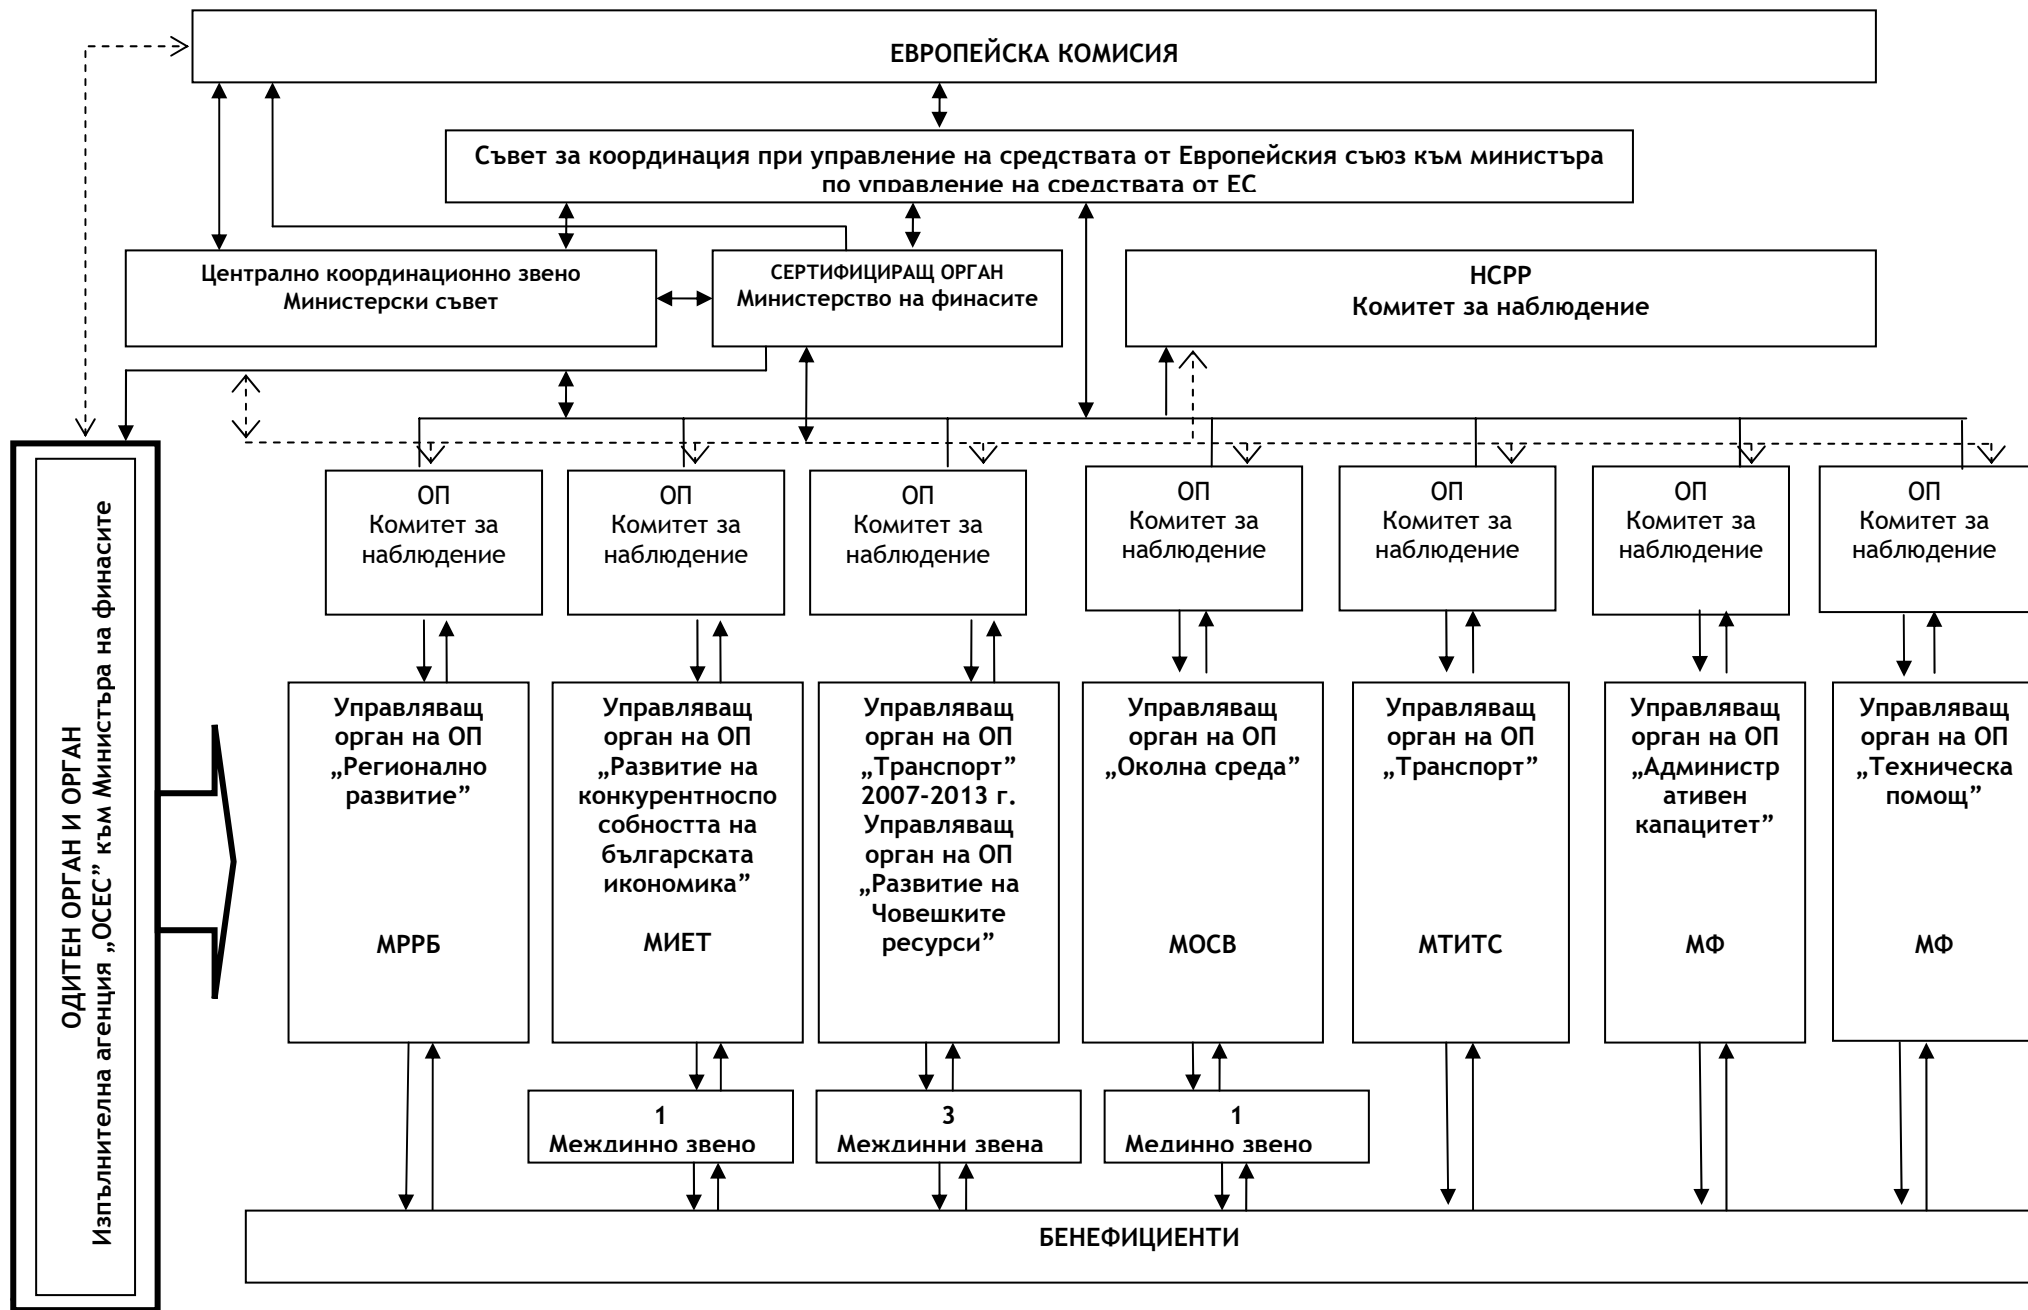 ЕВРОПЕЙСКА КОМИСИЯ
Съвет за координация при управление на средствата от Европейския съюз към министъра
по управление на средствата от ЕС
Централно координационно звено
Министерски съвет
СЕРТИФИЦИРАЩ ОРГАН
Министерство на финасите
НСРР
Комитет за наблюдение
ОДИТЕН ОРГАН И ОРГАН
Изпълнителна агенция „ОСЕС” към Министъра на финасите
ОП
Комитет за
наблюдение
ОП
Комитет за
наблюдение
ОП
Комитет за
наблюдение
ОП
Комитет за
наблюдение
ОП
Комитет за
наблюдение
ОП
Комитет за
наблюдение
ОП
Комитет за
наблюдение
Управляващ
орган на ОП
„Регионално
развитие”
МРРБ
Управляващ
орган на ОП
„Развитие на
конкурентноспо
собността на
българската
икономика”
МИЕТ
Управляващ
орган на ОП
„Транспорт”
2007-2013 г.
Управляващ
орган на ОП
„Развитие на
Човешките
ресурси”
Управляващ
орган на ОП
„Околна среда”
МОСВ
Управляващ
орган на ОП
„Транспорт”
МТИТС
Управляващ
орган на ОП
„Администр
ативен
капацитет”
МФ
Управляващ
орган на ОП
„Техническа
помощ”
МФ
1
Междинно звено
3
Междинни звена
1
Мединно звено
БЕНЕФИЦИЕНТИ